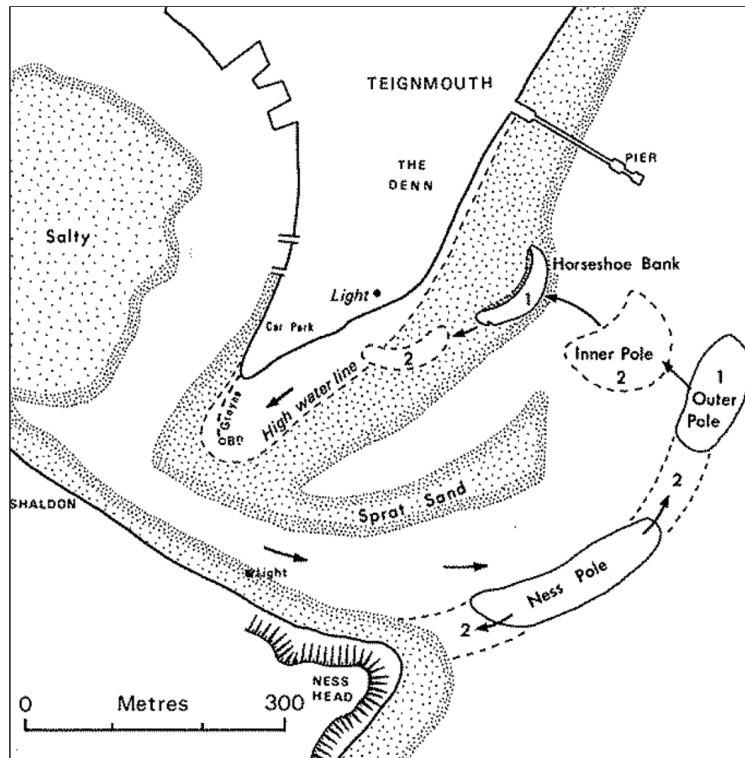 TEIGNMOUTH
PIER
THE
DENN
Salty
Horseshoe Bank
1
Light
Car Park
2
Inner Pole
2
1
Outer
Pole
High water line
Groyne
2
Sprat Sand
SHALDON
Light
Ness Pole
2
NESS
HEAD
0 Metres 300